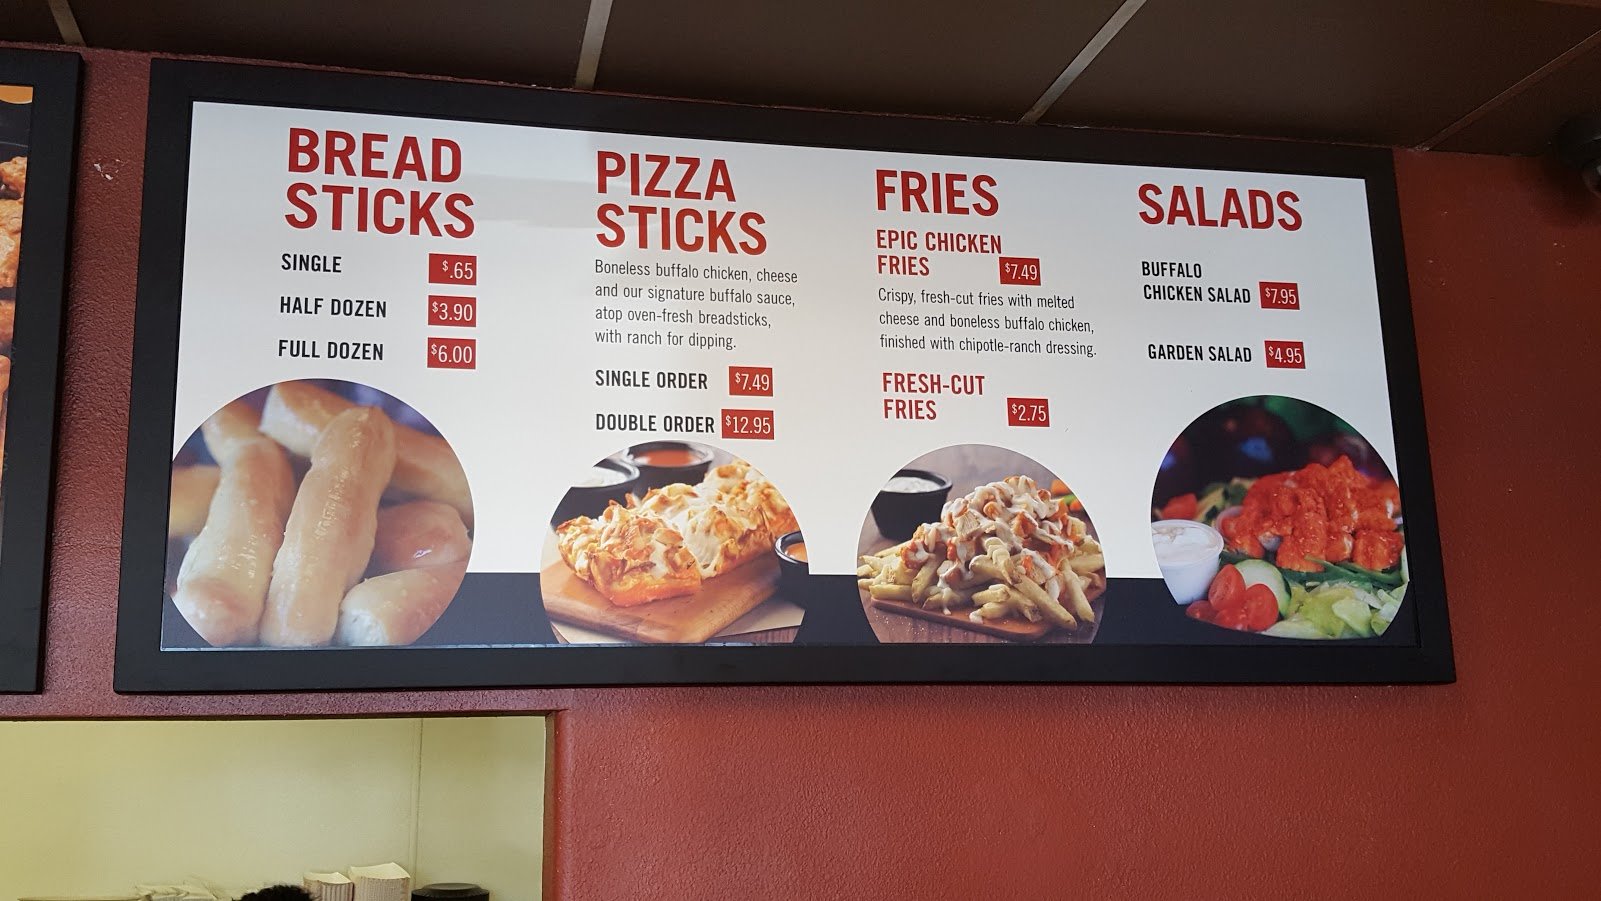 BREAD
STICKS
SINGLE $.65
HALF DOZEN $3.90
FULL DOZEN $6.00
PIZZA
STICKS
Boneless buffalo chicken, cheese
and our signature buffalo sauce,
atop oven-fresh breadsticks,
with ranch for dipping.
SINGLE ORDER $7.49
DOUBLE ORDER $12.95
FRIES
EPIC CHICKEN
FRIES $7.49
Crispy, fresh-cut fries with melted
cheese and boneless buffalo chicken,
finished with chipotle-ranch dressing.
FRESH-CUT
FRIES $2.75
SALADS
BUFFALO
CHICKEN SALAD $7.95
GARDEN SALAD $4.95